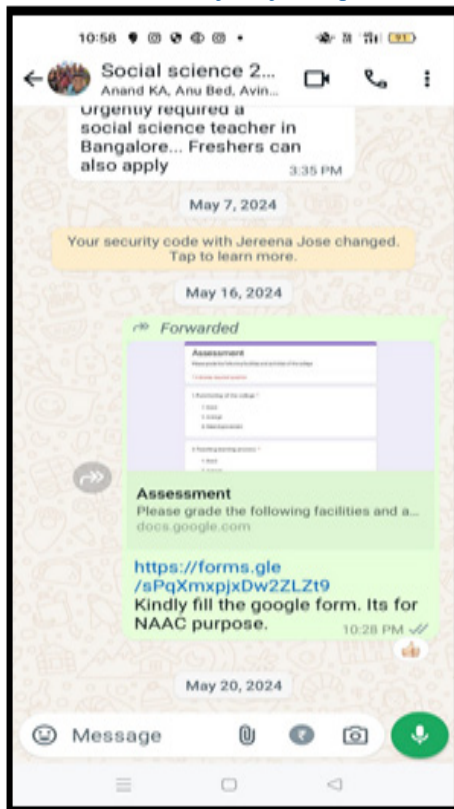 10:58
91
Social science 2...
Anand KA, Anu Bed, Avin...
Urgently required a
social science teacher in
Bangalore... Freshers can
also apply
3:35 PM
May 7, 2024
Your security code with Jereena Jose changed.
Tap to learn more.
May 16, 2024
Forwarded
Assessment
Assessment
Please grade the following facilities and a...
docs.google.com
https://forms.gle
/sPqXmxpjxDw2ZLZt9
Kindly fill the google form. Its for
NAAC purpose.
10:28 PM
May 20, 2024
Message